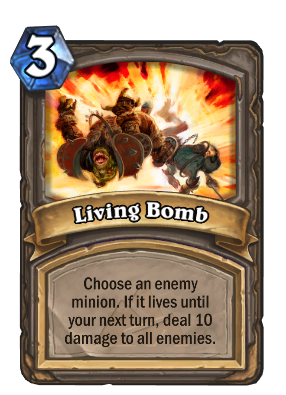 3
Living Bomb
Choose an enemy
minion. If it lives until
your next turn, deal 10
damage to all enemies.